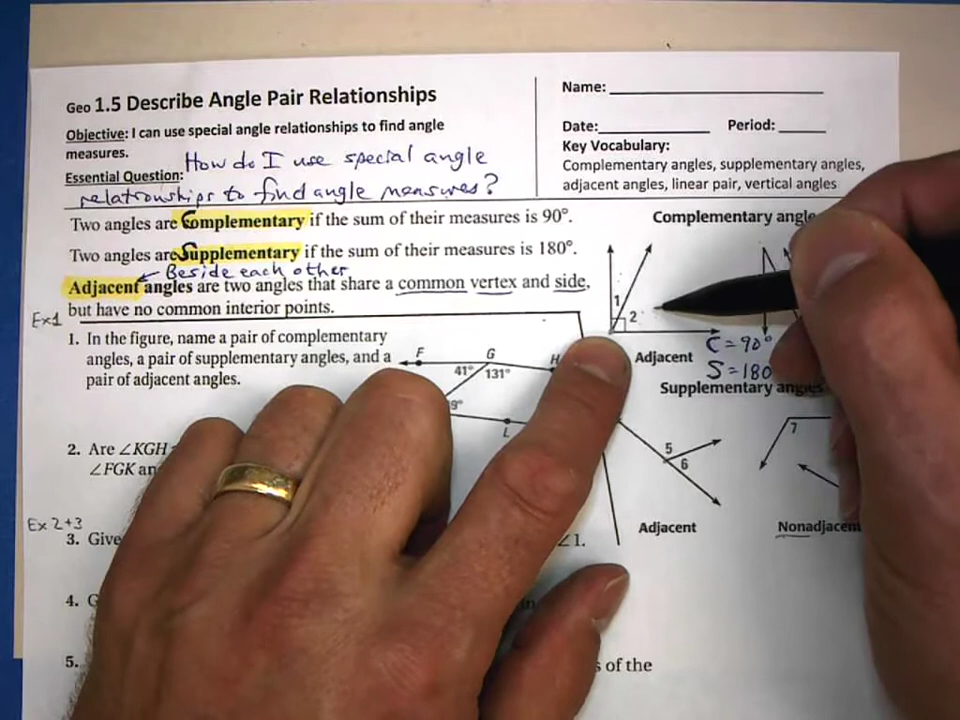 Geo 1.5 Describe Angle Pair Relationships
Objective: I can use special angle relationships to find angle
measures.
Essential Question: How do I use special angle
relationships to find angle measures?
Name:
Date: Period:
Key Vocabulary:
Complementary angles, supplementary angles,
adjacent angles, linear pair, vertical angles
Two angles are Complementary if the sum of their measures is 90°.
Two angles are Supplementary if the sum of their measures is 180°.
Beside each other
Adjacent angles are two angles that share a common vertex and side,
but have no common interior points.
Complementary
1
2
Adjacent
C = 90°
S = 180
Supplementary angles
5
6
7
Adjacent
Ex1
1. In the figure, name a pair of complementary
angles, a pair of supplementary angles, and a
pair of adjacent angles.
F G H
41° 131°
L
2. Are ∠KGH
∠FGK
Ex 2+3
3. Give
∠1.
4.
5.
of the